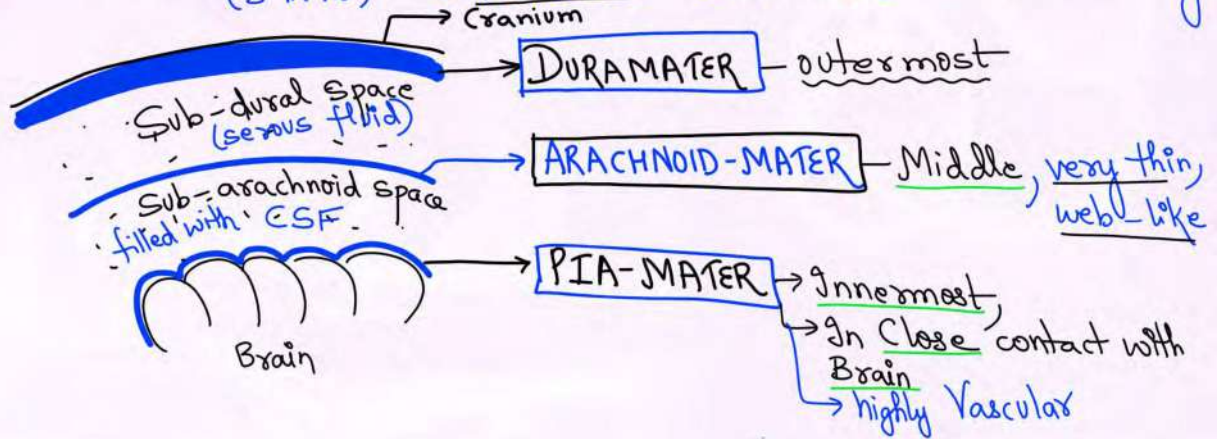 Cranium
DURAMATER - outermost
Sub-dural space
(serous fluid)
ARACHNOID-MATER - Middle, very thin,
web-like
Sub-arachnoid space
filled with CSF
PIA-MATER → Innermost,
→ In Close contact with
Brain
→ highly Vascular
Brain